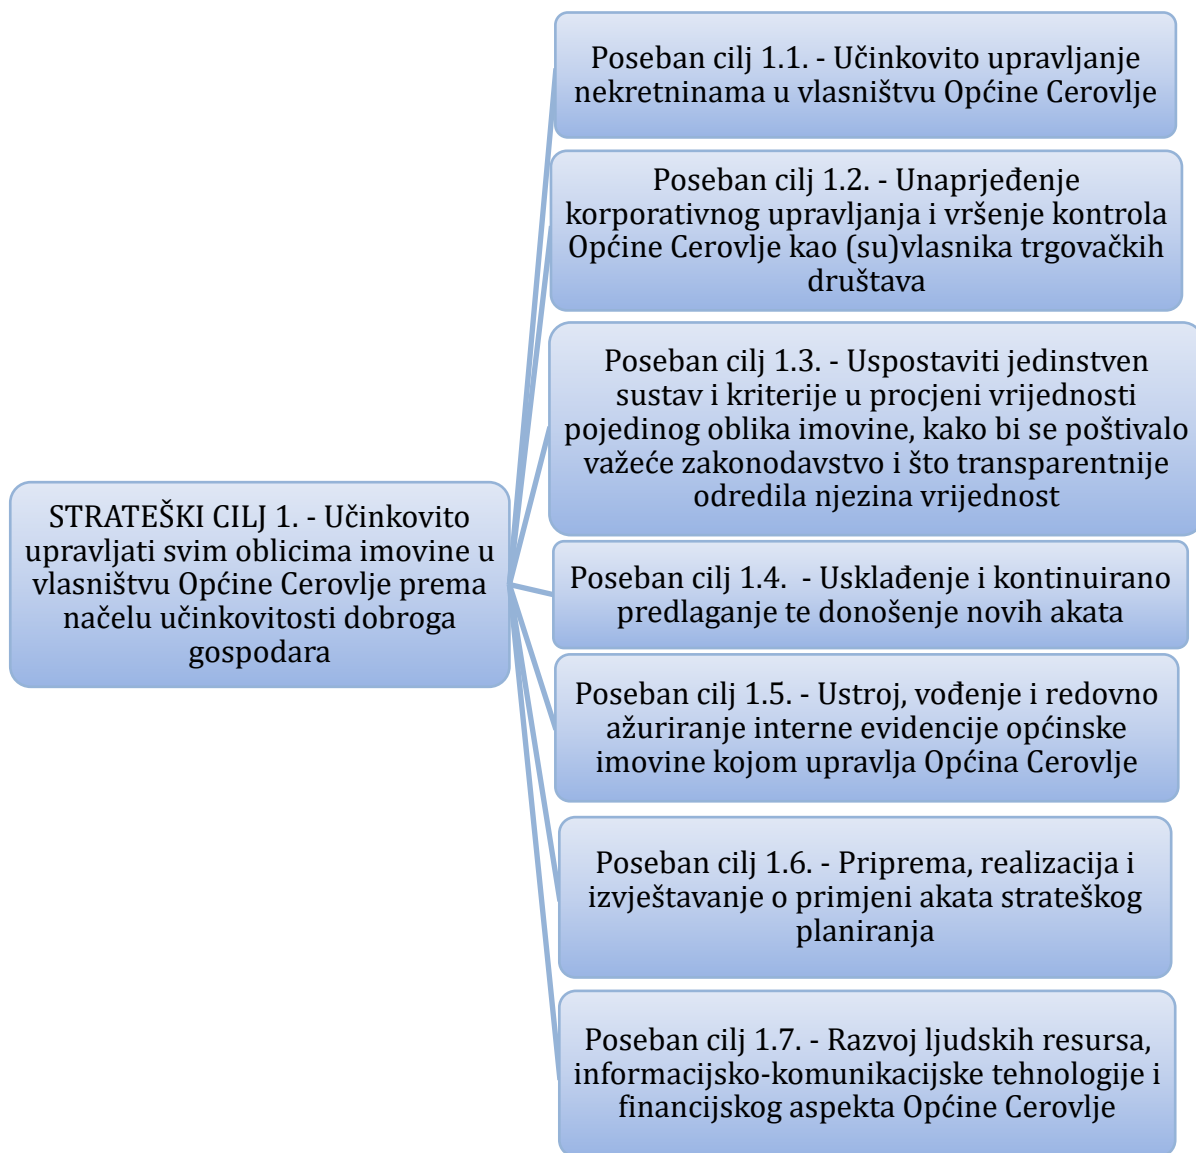 STRATEŠKI CILJ 1. - Učinkovito
upravljati svim oblicima imovine u
vlasništvu Općine Cerovlje prema
načelu učinkovitosti dobroga
gospodara
Poseban cilj 1.1. - Učinkovito upravljanje
nekretninama u vlasništvu Općine Cerovlje
Poseban cilj 1.2. - Unaprjeđenje
korporativnog upravljanja i vršenje kontrola
Općine Cerovlje kao (su)vlasnika trgovačkih
društava
Poseban cilj 1.3. - Uspostaviti jedinstven
sustav i kriterije u procjeni vrijednosti
pojedinog oblika imovine, kako bi se poštivalo
važeće zakonodavstvo i što transparentnije
odredila njezina vrijednost
Poseban cilj 1.4. - Usklađenje i kontinuirano
predlaganje te donošenje novih akata
Poseban cilj 1.5. - Ustroj, vođenje i redovno
ažuriranje interne evidencije općinske
imovine kojom upravlja Općina Cerovlje
Poseban cilj 1.6. - Priprema, realizacija i
izvještavanje o primjeni akata strateškog
planiranja
Poseban cilj 1.7. - Razvoj ljudskih resursa,
informacijsko-komunikacijske tehnologije i
financijskog aspekta Općine Cerovlje